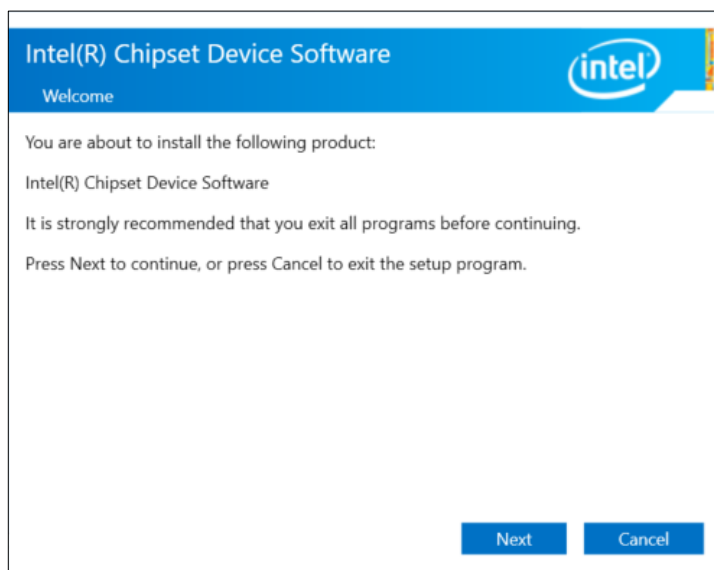 Intel(R) Chipset Device Software
intel
Welcome
You are about to install the following product:
Intel(R) Chipset Device Software
It is strongly recommended that you exit all programs before continuing.
Press Next to continue, or press Cancel to exit the setup program.
Next
Cancel